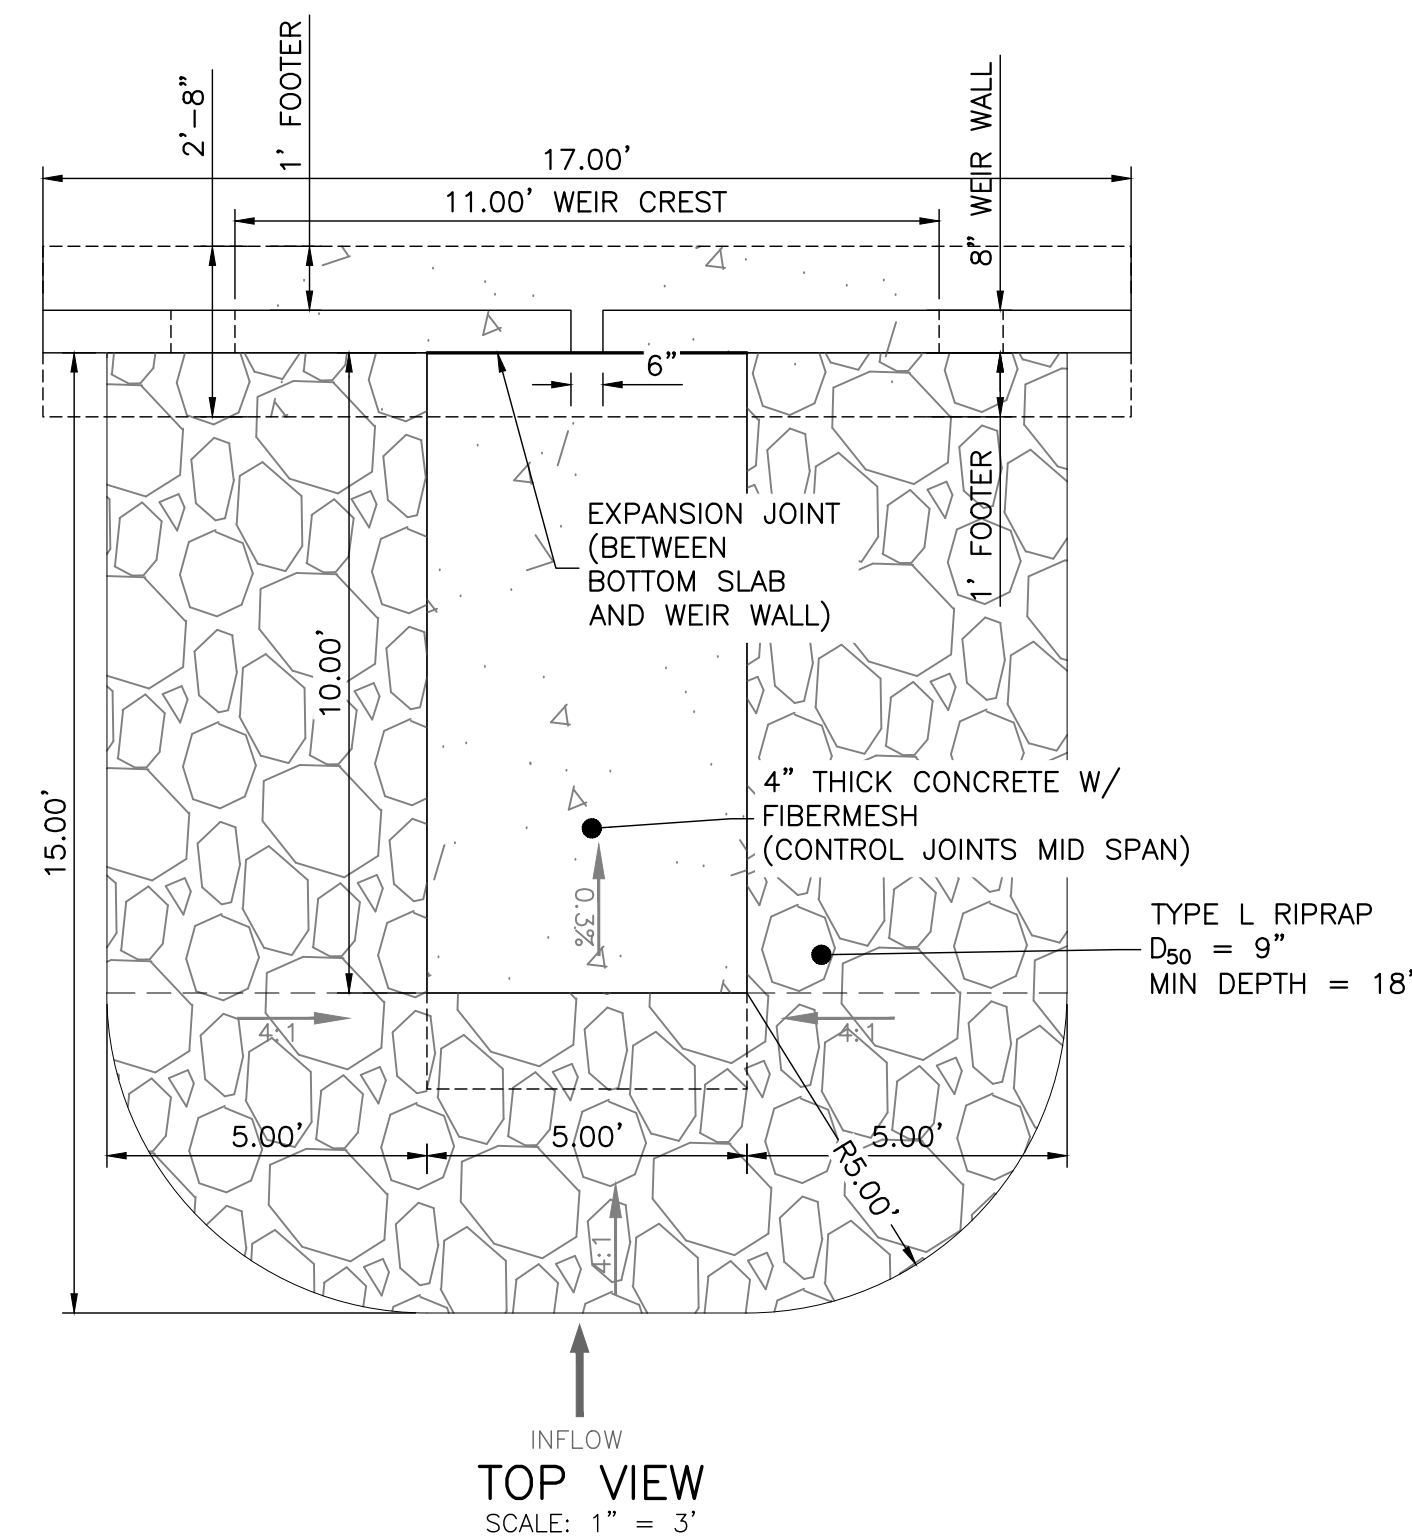 2'-8"
1' FOOTER
17.00'
11.00' WEIR CREST
8" WEIR WALL
6"
EXPANSION JOINT
(BETWEEN
BOTTOM SLAB
AND WEIR WALL)
1' FOOTER
10.00'
15.00'
4" THICK CONCRETE W/
FIBERMESH
(CONTROL JOINTS MID SPAN)
0.3%
TYPE L RIPRAP
D50 = 9"
MIN DEPTH = 18'
4:1
4:1
5.00'
5.00'
5.00'
R5.00'
4:1
INFLOW
TOP VIEW
SCALE: 1" = 3'